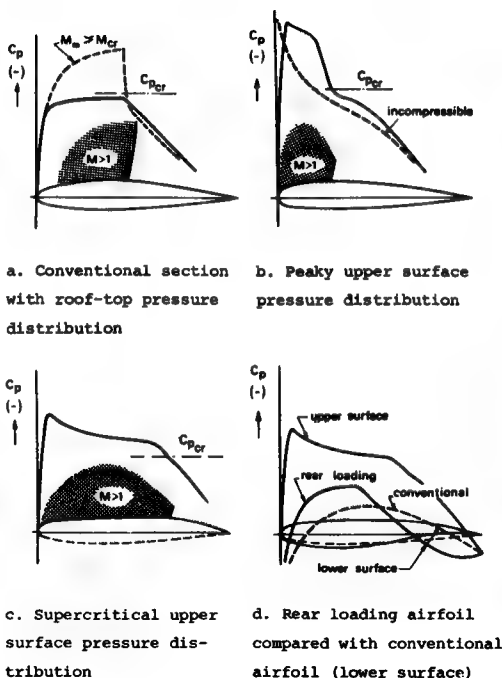 Cp
(-)
M∞ ≥ Mcr
Cpcr
M>1
a. Conventional section
with roof-top pressure
distribution
Cp
(-)
Cpcr
incompressible
M>1
b. Peaky upper surface
pressure distribution
Cp
(-)
Cpcr
M>1
c. Supercritical upper
surface pressure dis-
tribution
Cp
(-)
upper surface
rear loading
conventional
lower surface
d. Rear loading airfoil
compared with conventional
airfoil (lower surface)